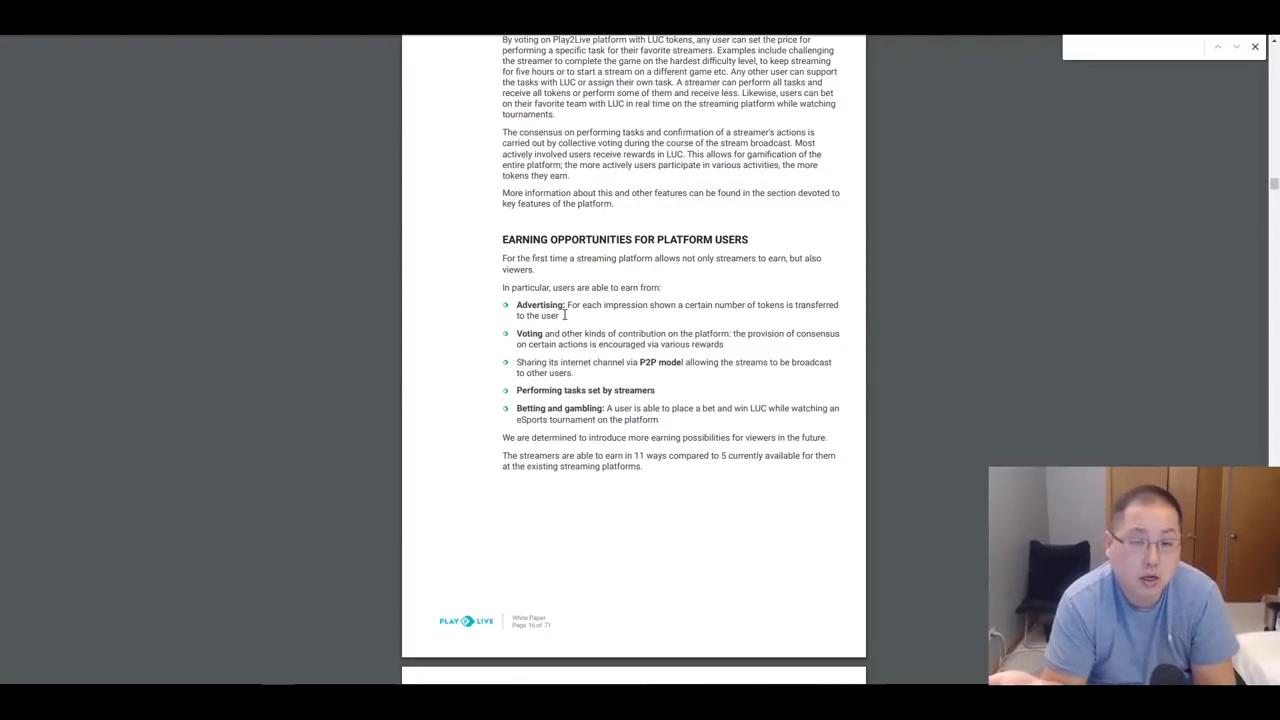 By voting on Play2Live platform with LUC tokens, any user can set the price for
performing a specific task for their favorite streamers. Examples include challenging
the streamer to complete the game on the hardest difficulty level, to keep streaming
for five hours or to start a stream on a different game etc. Any other user can support
the tasks with LUC or assign their own task. A streamer can perform all tasks and
receive all tokens or perform some of them and receive less. Likewise, users can bet
on their favorite team with LUC in real time on the streaming platform while watching
tournaments.
The consensus on performing tasks and confirmation of a streamer's actions is
carried out by collective voting during the course of the stream broadcast. Most
actively involved users receive rewards in LUC. This allows for gamification of the
entire platform; the more actively users participate in various activities, the more
tokens they earn.
More information about this and other features can be found in the section devoted to
key features of the platform.
EARNING OPPORTUNITIES FOR PLATFORM USERS
For the first time a streaming platform allows not only streamers to earn, but also
viewers.
In particular, users are able to earn from:
Advertising: For each impression shown a certain number of tokens is transferred
to the user
Voting and other kinds of contribution on the platform: the provision of consensus
on certain actions is encouraged via various rewards
Sharing its internet channel via P2P model allowing the streams to be broadcast
to other users.
Performing tasks set by streamers
Betting and gambling: A user is able to place a bet and win LUC while watching an
eSports tournament on the platform
We are determined to introduce more earning possibilities for viewers in the future.
The streamers are able to earn in 11 ways compared to 5 currently available for them
at the existing streaming platforms.
PLAY2LIVE
White Paper
Page 16 of 71